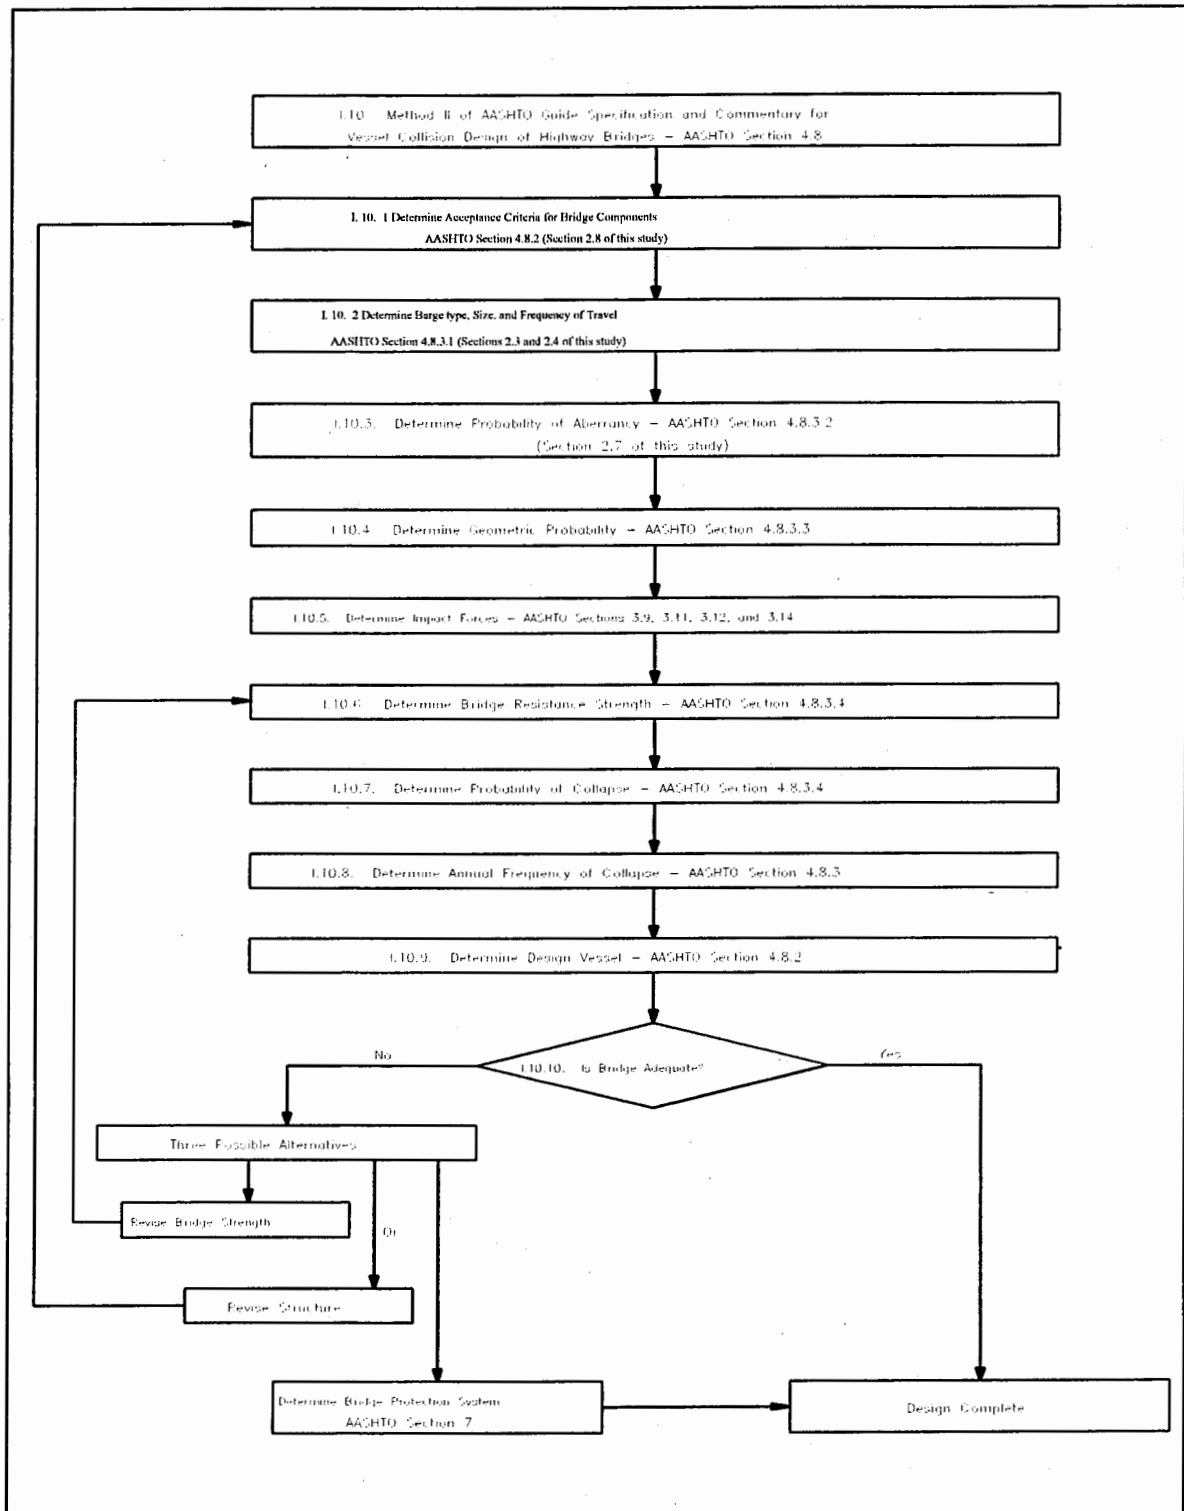 I.10 Method II of AASHTO Guide Specification and Commentary for
Vessel Collision Design of Highway Bridges – AASHTO Section 4.8
I. 10. 1 Determine Acceptance Criteria for Bridge Components
AASHTO Section 4.8.2 (Section 2.8 of this study)
I. 10. 2 Determine Barge type, Size, and Frequency of Travel
AASHTO Section 4.8.3.1 (Sections 2.3 and 2.4 of this study)
I.10.3. Determine Probability of Aberrancy – AASHTO Section 4.8.3.2
(Section 2.7 of this study)
I.10.4 Determine Geometric Probability – AASHTO Section 4.8.3.3
I.10.5. Determine Impact Forces – AASHTO Sections 3.9, 3.11, 3.12, and 3.14
I.10.6 Determine Bridge Resistance Strength – AASHTO Section 4.8.3.4
I.10.7. Determine Probability of Collapse – AASHTO Section 4.8.3.4
I.10.8. Determine Annual Frequency of Collapse – AASHTO Section 4.8.3
I.10.9. Determine Design Vessel – AASHTO Section 4.8.2
No
Yes
I.10.10. Is Bridge Adequate?
Three Possible Alternatives
Revise Bridge Strength
Or
Revise Structure
Determine Bridge Protection System
AASHTO Section 7
Design Complete